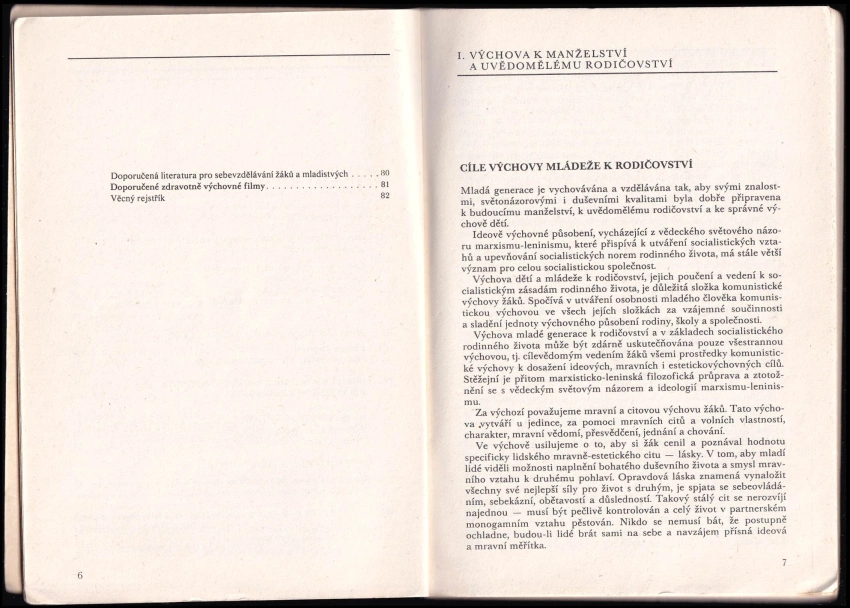 Doporučená literatura pro sebevzdělávání žáků a mladistvých . . . . . 80
Doporučené zdravotně výchovné filmy. . . . . . . . . . . . . . . . . . . 81
Věcný rejstřík 82
6
I. VÝCHOVA K MANŽELSTVÍ
A UVĚDOMĚLÉMU RODIČOVSTVÍ
CÍLE VÝCHOVY MLÁDEŽE K RODIČOVSTVÍ
Mladá generace je vychovávána a vzdělávána tak, aby svými znalost-
mi, světonázorovými i duševními kvalitami byla dobře připravena
k budoucímu manželství, k uvědomělému rodičovství a ke správné vý-
chově dětí.
Ideově výchovné působení, vycházející z vědeckého světového názo-
ru marxismu-leninismu, které přispívá k utváření socialistických vzta-
hů a upevňování socialistických norem rodinného života, má stále větší
význam pro celou socialistickou společnost.
Výchova dětí a mládeže k rodičovství, jejich poučení a vedení k so-
cialistickým zásadám rodinného života, je důležitá složka komunistické
výchovy žáků. Spočívá v utváření osobnosti mladého člověka komunis-
tickou výchovou ve všech jejích složkách za vzájemné součinnosti
a sladění jednoty výchovného působení rodiny, školy a společnosti.
Výchova mladé generace k rodičovství a v základech socialistického
rodinného života může být zdárně uskutečňována pouze všestrannou
výchovou, tj. cílevědomým vedením žáků všemi prostředky komunistic-
ké výchovy k dosažení ideových, mravních i estetickovýchovných cílů.
Stěžejní je přitom marxisticko-leninská filozofická průprava a ztotož-
nění se s vědeckým světovým názorem a ideologií marxismu-leninis-
mu.
Za výchozí považujeme mravní a citovou výchovu žáků. Tato výcho-
va vytváří u jedince, za pomoci mravních citů a volních vlastností,
charakter, mravní vědomí, přesvědčení, jednání a chování.
Ve výchově usilujeme o to, aby si žák cenil a poznával hodnotu
specificky lidského mravně-estetického citu — lásky. V tom, aby mladí
lidé viděli možnosti naplnění bohatého duševního života a smysl mrav-
ního vztahu k druhému pohlaví. Opravdová láska znamená vynaložit
všechny své nejlepší síly pro život s druhým, je spjata se sebeovládá-
ním, sebekázní, obětavostí a důsledností. Takový stálý cit se nerozvíjí
najednou — musí být pečlivě kontrolován a celý život v partnerském
monogamním vztahu pěstován. Nikdo se nemusí bát, že postupně
ochladne, budou-li lidé brát sami na sebe a navzájem přísná ideová
a mravní měřítka.
7